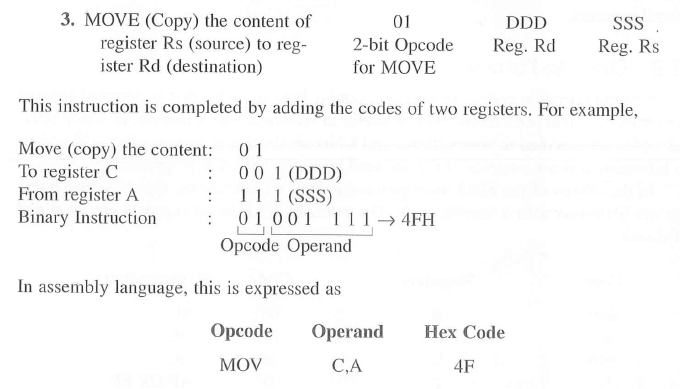 3. MOVE (Copy) the content of 01 DDD SSS
register Rs (source) to reg- 2-bit Opcode Reg. Rd Reg. Rs
ister Rd (destination) for MOVE
This instruction is completed by adding the codes of two registers. For example,
Move (copy) the content: 0 1
To register C : 0 0 1 (DDD)
From register A : 1 1 1 (SSS)
Binary Instruction : 0 1 0 0 1 1 1 1 → 4FH
Opcode Operand
In assembly language, this is expressed as
Opcode Operand Hex Code
MOV C,A 4F